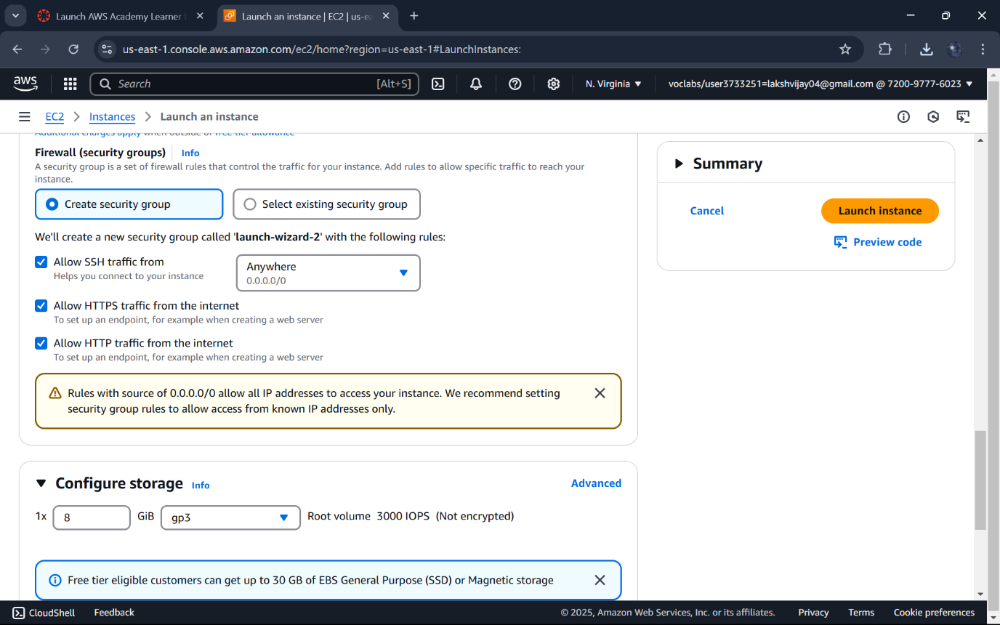 Launch AWS Academy Learner
Launch an instance | EC2 | us-ea
us-east-1.console.aws.amazon.com/ec2/home?region=us-east-1#LaunchInstances:
aws
Search
[Alt+S]
N. Virginia
voclabs/user3733251=lakshvijay04@gmail.com @ 7200-9777-6023
EC2
Instances
Launch an instance
Additional charges apply when outside of free tier allowance
Firewall (security groups)
Info
A security group is a set of firewall rules that control the traffic for your instance. Add rules to allow specific traffic to reach your
instance.
Create security group
Select existing security group
We'll create a new security group called 'launch-wizard-2' with the following rules:
Allow SSH traffic from
Helps you connect to your instance
Anywhere
0.0.0.0/0
Allow HTTPS traffic from the internet
To set up an endpoint, for example when creating a web server
Allow HTTP traffic from the internet
To set up an endpoint, for example when creating a web server
Rules with source of 0.0.0.0/0 allow all IP addresses to access your instance. We recommend setting
security group rules to allow access from known IP addresses only.
Configure storage
Info
Advanced
1x
8
GiB
gp3
Root volume 3000 IOPS (Not encrypted)
Free tier eligible customers can get up to 30 GB of EBS General Purpose (SSD) or Magnetic storage
Summary
Cancel
Launch instance
Preview code
CloudShell
Feedback
© 2025, Amazon Web Services, Inc. or its affiliates.
Privacy
Terms
Cookie preferences